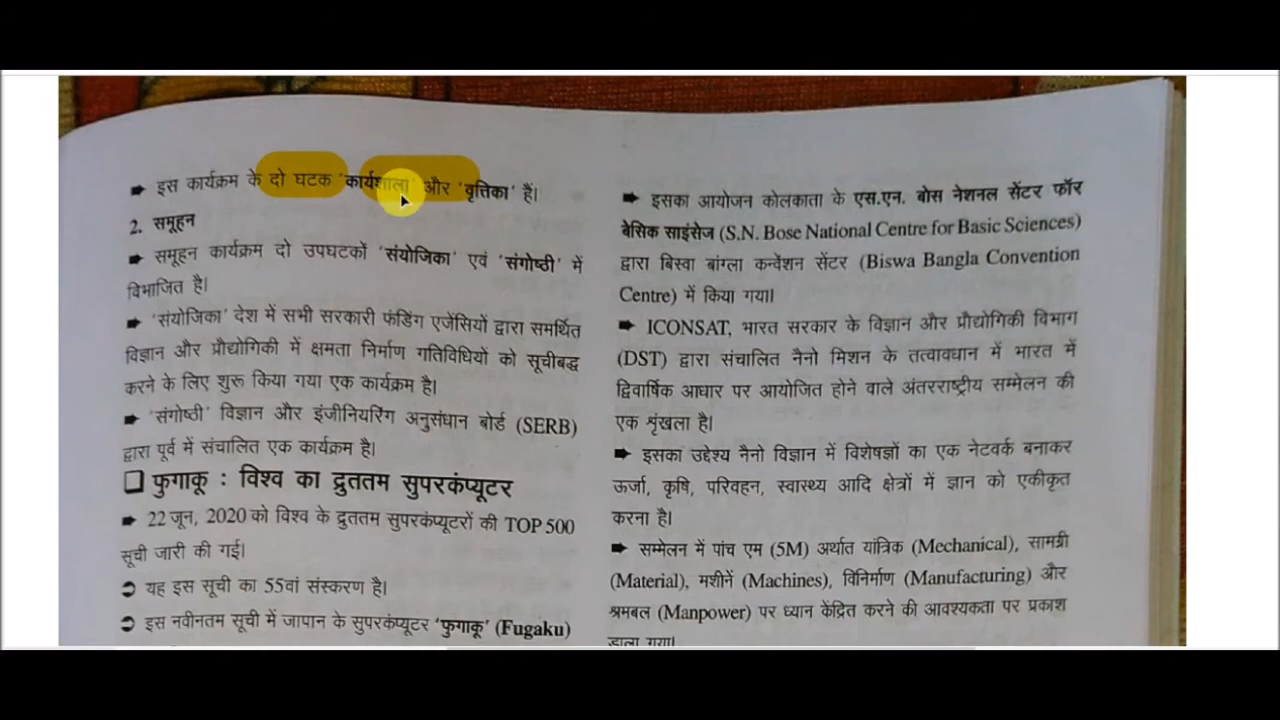 ➨ इस कार्यक्रम के दो घटक 'कार्यशाला' और 'वृत्तिका' हैं।
2. समूहन
➨ समूहन कार्यक्रम दो उपघटकों 'संयोजिका' एवं 'संगोष्ठी' में
विभाजित है।
➨ 'संयोजिका' देश में सभी सरकारी फंडिंग एजेंसियों द्वारा समर्थित
विज्ञान और प्रौद्योगिकी में क्षमता निर्माण गतिविधियों को सूचीबद्ध
करने के लिए शुरू किया गया एक कार्यक्रम है।
➨ 'संगोष्ठी' विज्ञान और इंजीनियरिंग अनुसंधान बोर्ड (SERB)
द्वारा पूर्व में संचालित एक कार्यक्रम है।
❑ फुगाकू : विश्व का द्रुततम सुपरकंप्यूटर
➨ 22 जून, 2020 को विश्व के द्रुततम सुपरकंप्यूटरों की TOP 500
सूची जारी की गई।
➲ यह इस सूची का 55वां संस्करण है।
➲ इस नवीनतम सूची में जापान के सुपरकंप्यूटर 'फुगाकू' (Fugaku)
➨ इसका आयोजन कोलकाता के एस.एन. बोस नेशनल सेंटर फॉर
बेसिक साइंसेज (S.N. Bose National Centre for Basic Sciences)
द्वारा बिस्वा बांग्ला कन्वेंशन सेंटर (Biswa Bangla Convention
Centre) में किया गया।
➨ ICONSAT, भारत सरकार के विज्ञान और प्रौद्योगिकी विभाग
(DST) द्वारा संचालित नैनो मिशन के तत्वावधान में भारत में
द्विवार्षिक आधार पर आयोजित होने वाले अंतरराष्ट्रीय सम्मेलन की
एक शृंखला है।
➨ इसका उद्देश्य नैनो विज्ञान में विशेषज्ञों का एक नेटवर्क बनाकर
ऊर्जा, कृषि, परिवहन, स्वास्थ्य आदि क्षेत्रों में ज्ञान को एकीकृत
करना है।
➨ सम्मेलन में पांच एम (5M) अर्थात यांत्रिक (Mechanical), सामग्री
(Material), मशीनें (Machines), विनिर्माण (Manufacturing) और
श्रमबल (Manpower) पर ध्यान केंद्रित करने की आवश्यकता पर प्रकाश
डाला गया।